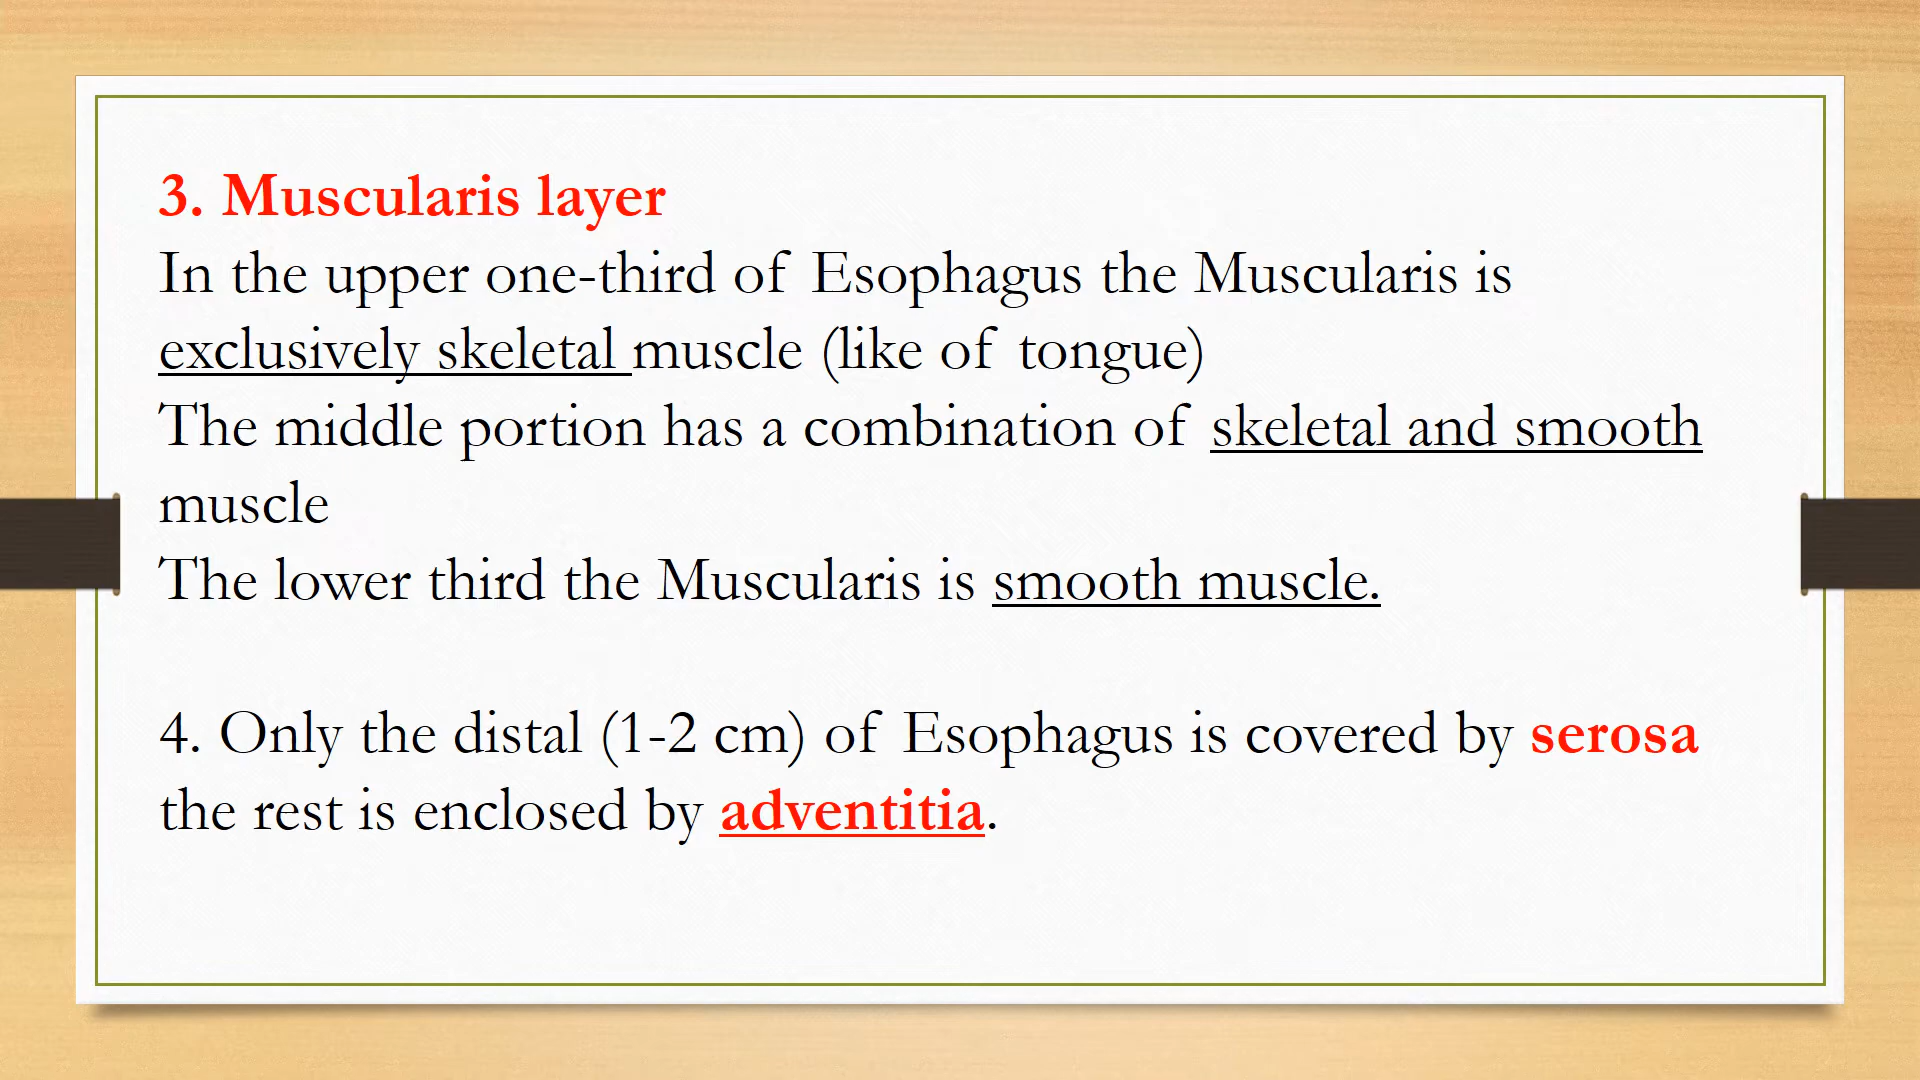 3. Muscularis layer
In the upper one-third of Esophagus the Muscularis is
exclusively skeletal muscle (like of tongue)
The middle portion has a combination of skeletal and smooth
muscle
The lower third the Muscularis is smooth muscle.
4. Only the distal (1-2 cm) of Esophagus is covered by serosa
the rest is enclosed by adventitia.